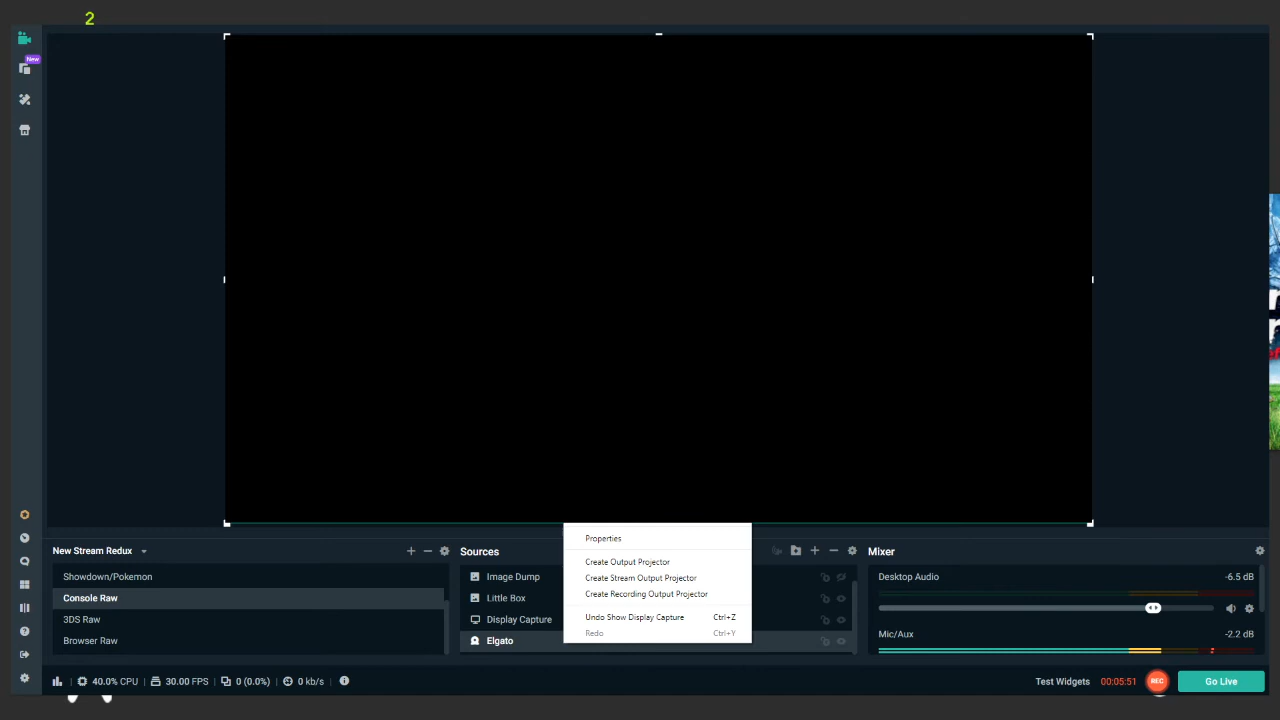 2
New
New Stream Redux
Showdown/Pokemon
Console Raw
3DS Raw
Browser Raw
Sources
Image Dump
Little Box
Display Capture
Elgato
Properties
Create Output Projector
Create Stream Output Projector
Create Recording Output Projector
Undo Show Display Capture Ctrl+Z
Redo Ctrl+Y
Mixer
Desktop Audio -6.5 dB
Mic/Aux -2.2 dB
40.0% CPU 30.00 FPS 0 (0.0%) 0 kb/s
Test Widgets 00:05:51 REC Go Live